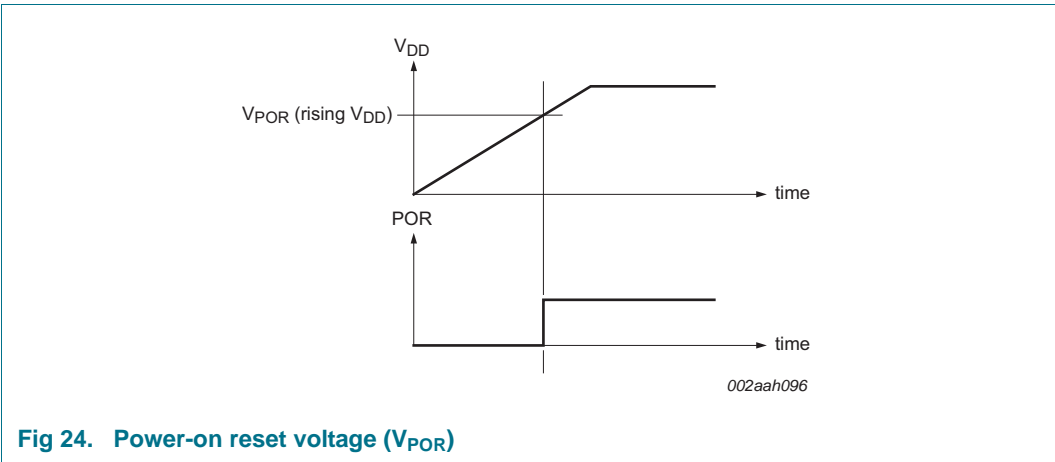 VDD
VPOR (rising VDD)
time
POR
time
002aah096
Fig 24. Power-on reset voltage (VPOR)